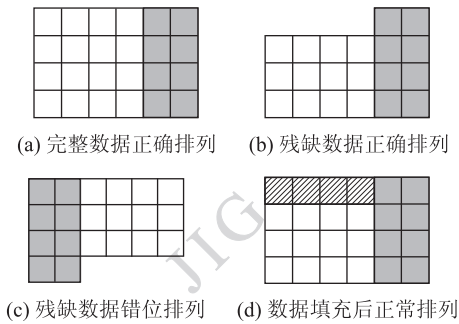 (a) 完整数据正确排列
(b) 残缺数据正确排列
(c) 残缺数据错位排列
(d) 数据填充后正常排列
JIG